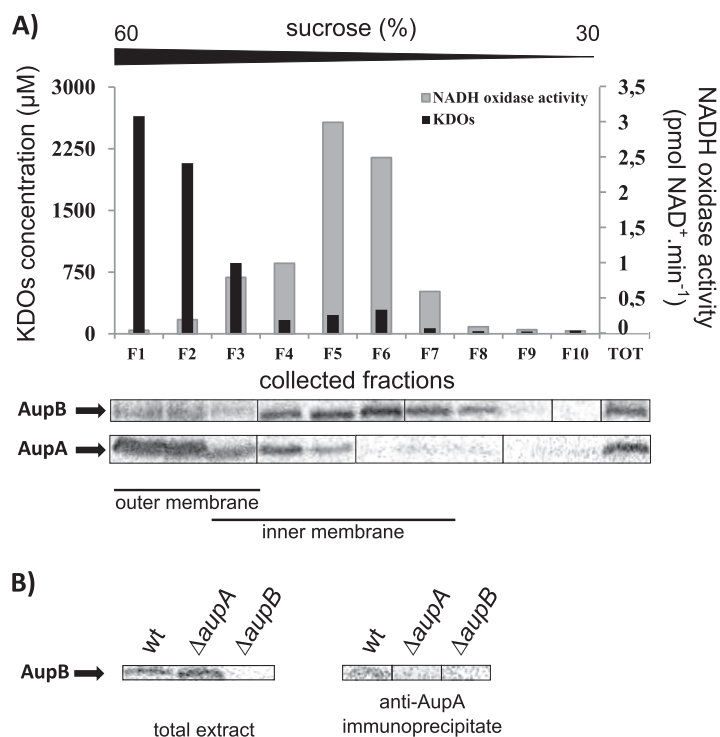 A)
sucrose (%)
60
30
KDOs concentration (μM)
3000
2250
1500
750
0
NADH oxidase activity
KDOs
3,5
3
2,5
2
1,5
1
0,5
0
NADH oxidase activity
(pmol NAD⁺.min⁻¹)
F1 F2 F3 F4 F5 F6 F7 F8 F9 F10 TOT
collected fractions
AupB
AupA
outer membrane
inner membrane
B)
wt ΔaupA ΔaupB wt ΔaupA ΔaupB
AupB
total extract
anti-AupA
immunoprecipitate